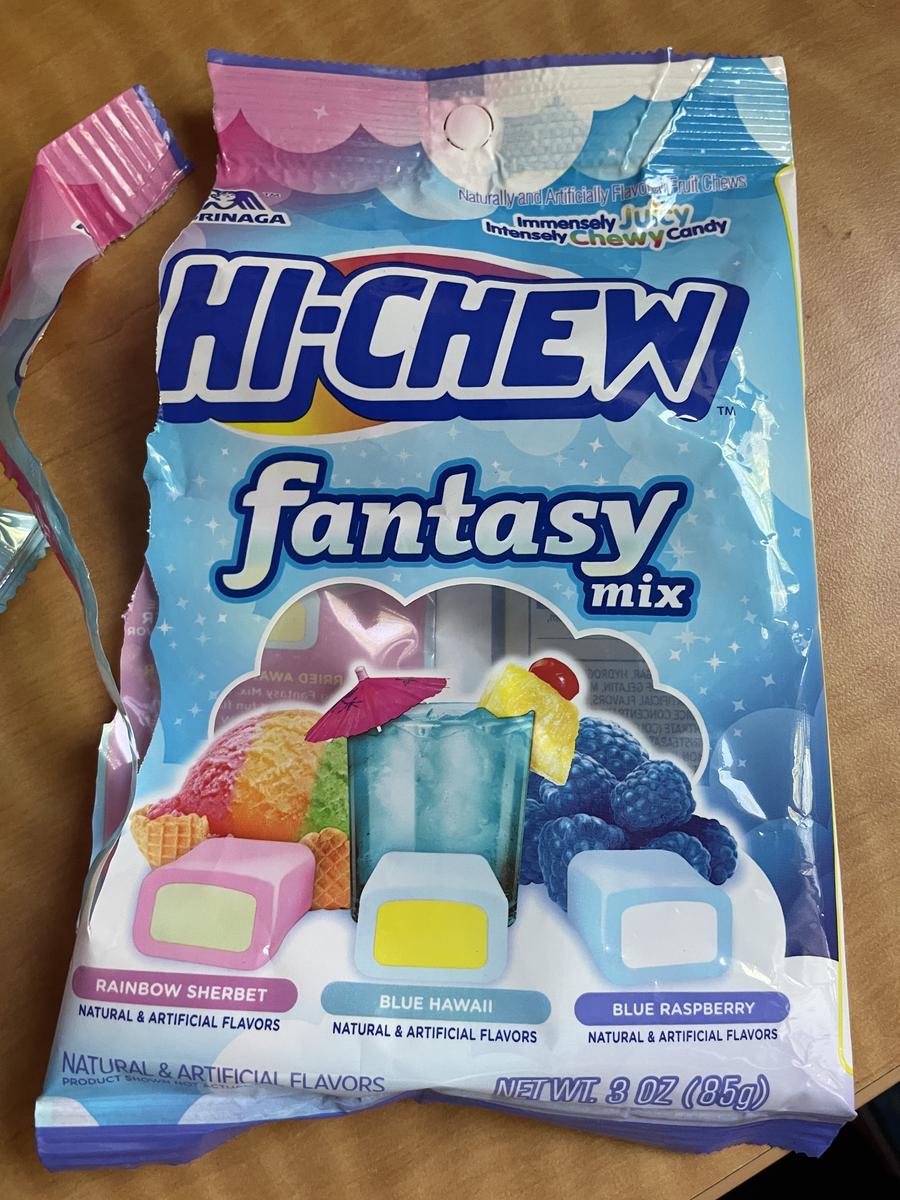 RINAGA
TM
Naturally and Artificially Flavored Fruit Chews
Immensely Juicy
Intensely Chewy Candy
HI-CHEW
TM
fantasy
mix
RAINBOW SHERBET
NATURAL & ARTIFICIAL FLAVORS
BLUE HAWAII
NATURAL & ARTIFICIAL FLAVORS
BLUE RASPBERRY
NATURAL & ARTIFICIAL FLAVORS
NATURAL & ARTIFICIAL FLAVORS
PRODUCT SHOWN NOT ACTUAL
NET WT. 3 OZ (85g)